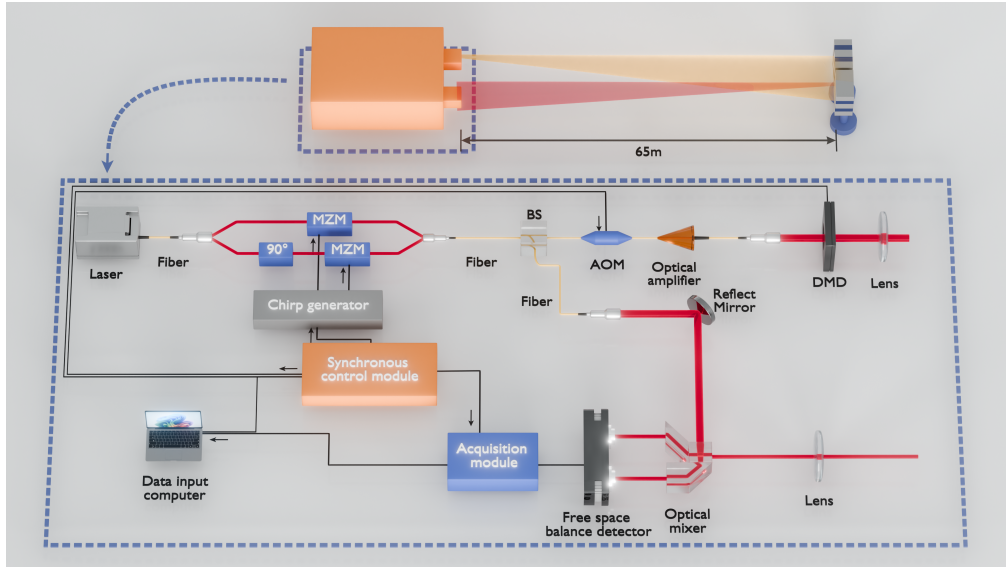 65m
BS
MZM
90°
MZM
Laser
Fiber
Fiber
AOM
Optical
amplifier
DMD
Lens
Chirp generator
Fiber
Reflect
Mirror
Synchronous
control module
Acquisition
module
Data input
computer
Free space
balance detector
Optical
mixer
Lens